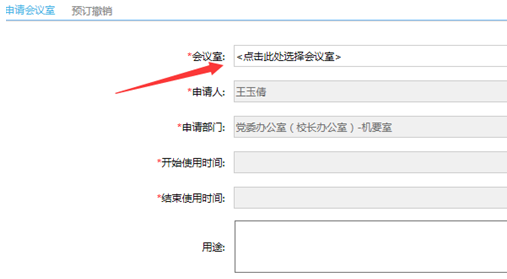 申请会议室 预订撤销
*会议室: <点击此处选择会议室>
*申请人: 王玉倩
*申请部门: 党委办公室（校长办公室）-机要室
*开始使用时间:
*结束使用时间:
用途: